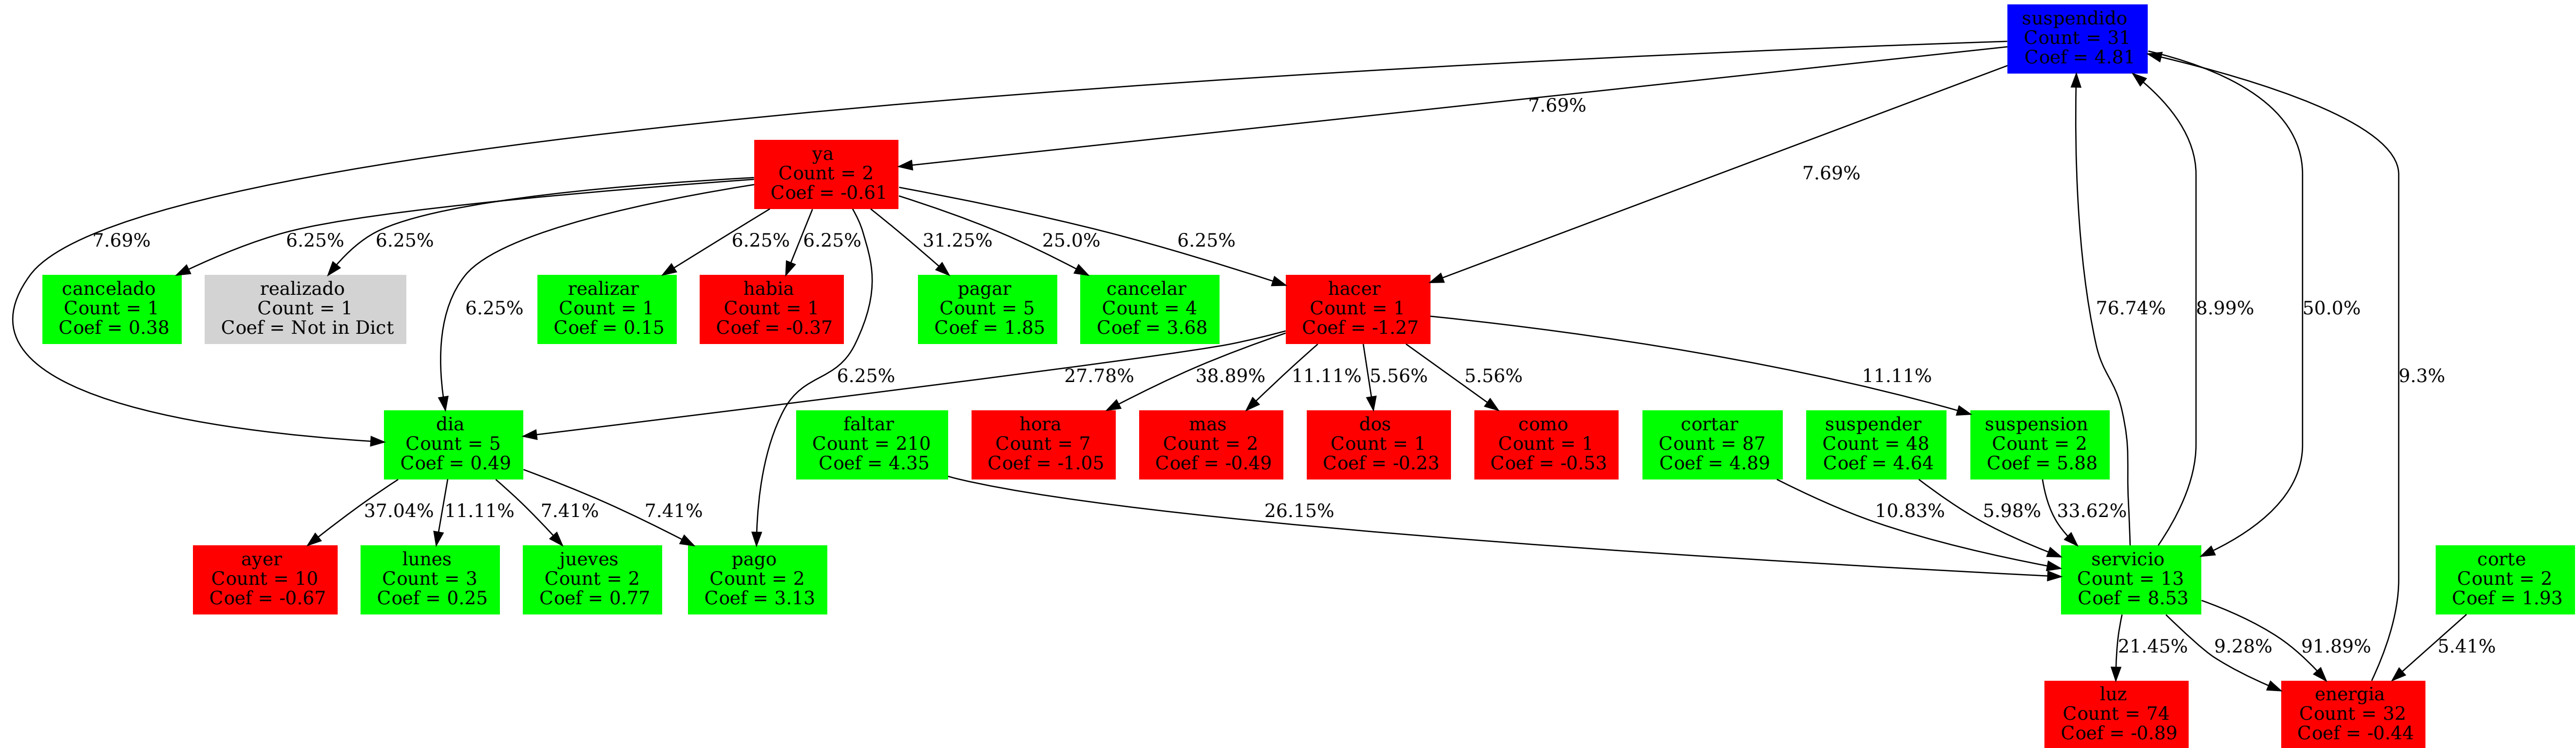 suspendido
Count = 31
Coef = 4.81
7.69%
ya
Count = 2
Coef = -0.61
7.69%
7.69%
6.25%
6.25%
6.25%
6.25%
31.25%
25.0%
6.25%
cancelado
Count = 1
Coef = 0.38
realizado
Count = 1
Coef = Not in Dict
6.25%
realizar
Count = 1
Coef = 0.15
habia
Count = 1
Coef = -0.37
pagar
Count = 5
Coef = 1.85
cancelar
Count = 4
Coef = 3.68
hacer
Count = 1
Coef = -1.27
76.74%
8.99%
50.0%
6.25%
27.78%
38.89%
11.11%
5.56%
5.56%
11.11%
9.3%
dia
Count = 5
Coef = 0.49
faltar
Count = 210
Coef = 4.35
hora
Count = 7
Coef = -1.05
mas
Count = 2
Coef = -0.49
dos
Count = 1
Coef = -0.23
como
Count = 1
Coef = -0.53
cortar
Count = 87
Coef = 4.89
suspender
Count = 48
Coef = 4.64
suspension
Count = 2
Coef = 5.88
37.04%
11.11%
7.41%
7.41%
26.15%
10.83%
5.98%
33.62%
ayer
Count = 10
Coef = -0.67
lunes
Count = 3
Coef = 0.25
jueves
Count = 2
Coef = 0.77
pago
Count = 2
Coef = 3.13
servicio
Count = 13
Coef = 8.53
corte
Count = 2
Coef = 1.93
21.45%
9.28%
91.89%
5.41%
luz
Count = 74
Coef = -0.89
energia
Count = 32
Coef = -0.44